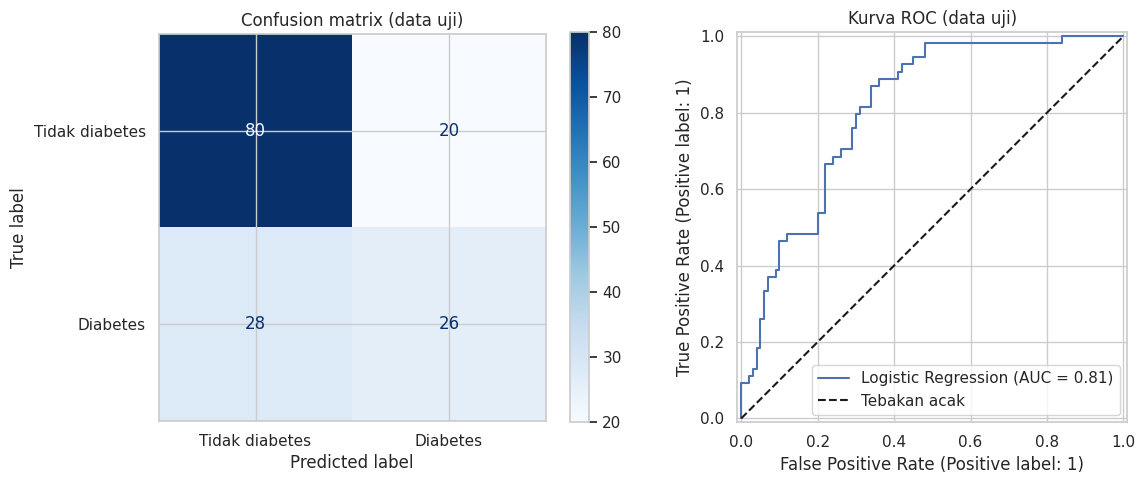 Confusion matrix (data uji)
True label
Tidak diabetes
Diabetes
80
20
28
26
Tidak diabetes
Diabetes
Predicted label
80
70
60
50
40
30
20
Kurva ROC (data uji)
True Positive Rate (Positive label: 1)
1.0
0.8
0.6
0.4
0.2
0.0
Logistic Regression (AUC = 0.81)
Tebakan acak
0.0
0.2
0.4
0.6
0.8
1.0
False Positive Rate (Positive label: 1)